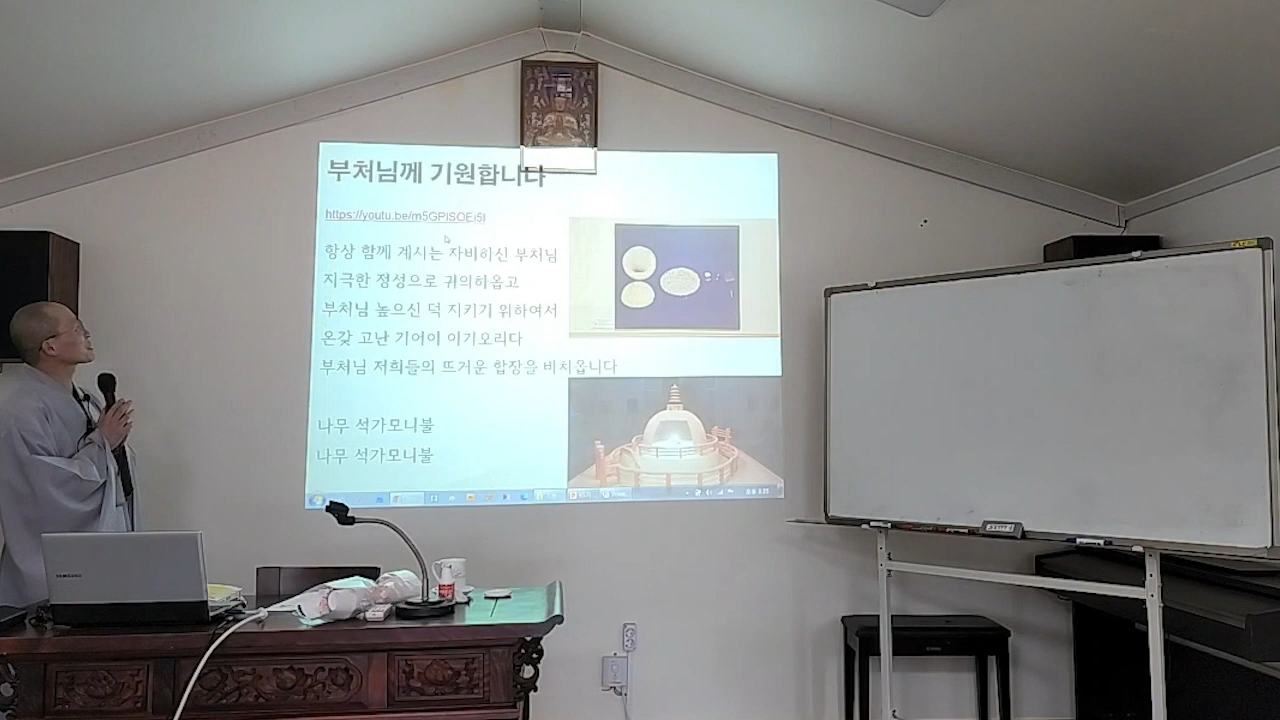 부처님께 기원합니다
https://youtu.be/m5GPlSOEi5I
항상 함께 계시는 자비하신 부처님
지극한 정성으로 귀의하옵고
부처님 높으신 덕 지키기 위하여서
온갖 고난 기어이 이기오리다
부처님 저희들의 뜨거운 합장을 비치옵니다
나무 석가모니불
나무 석가모니불
SAMSUNG